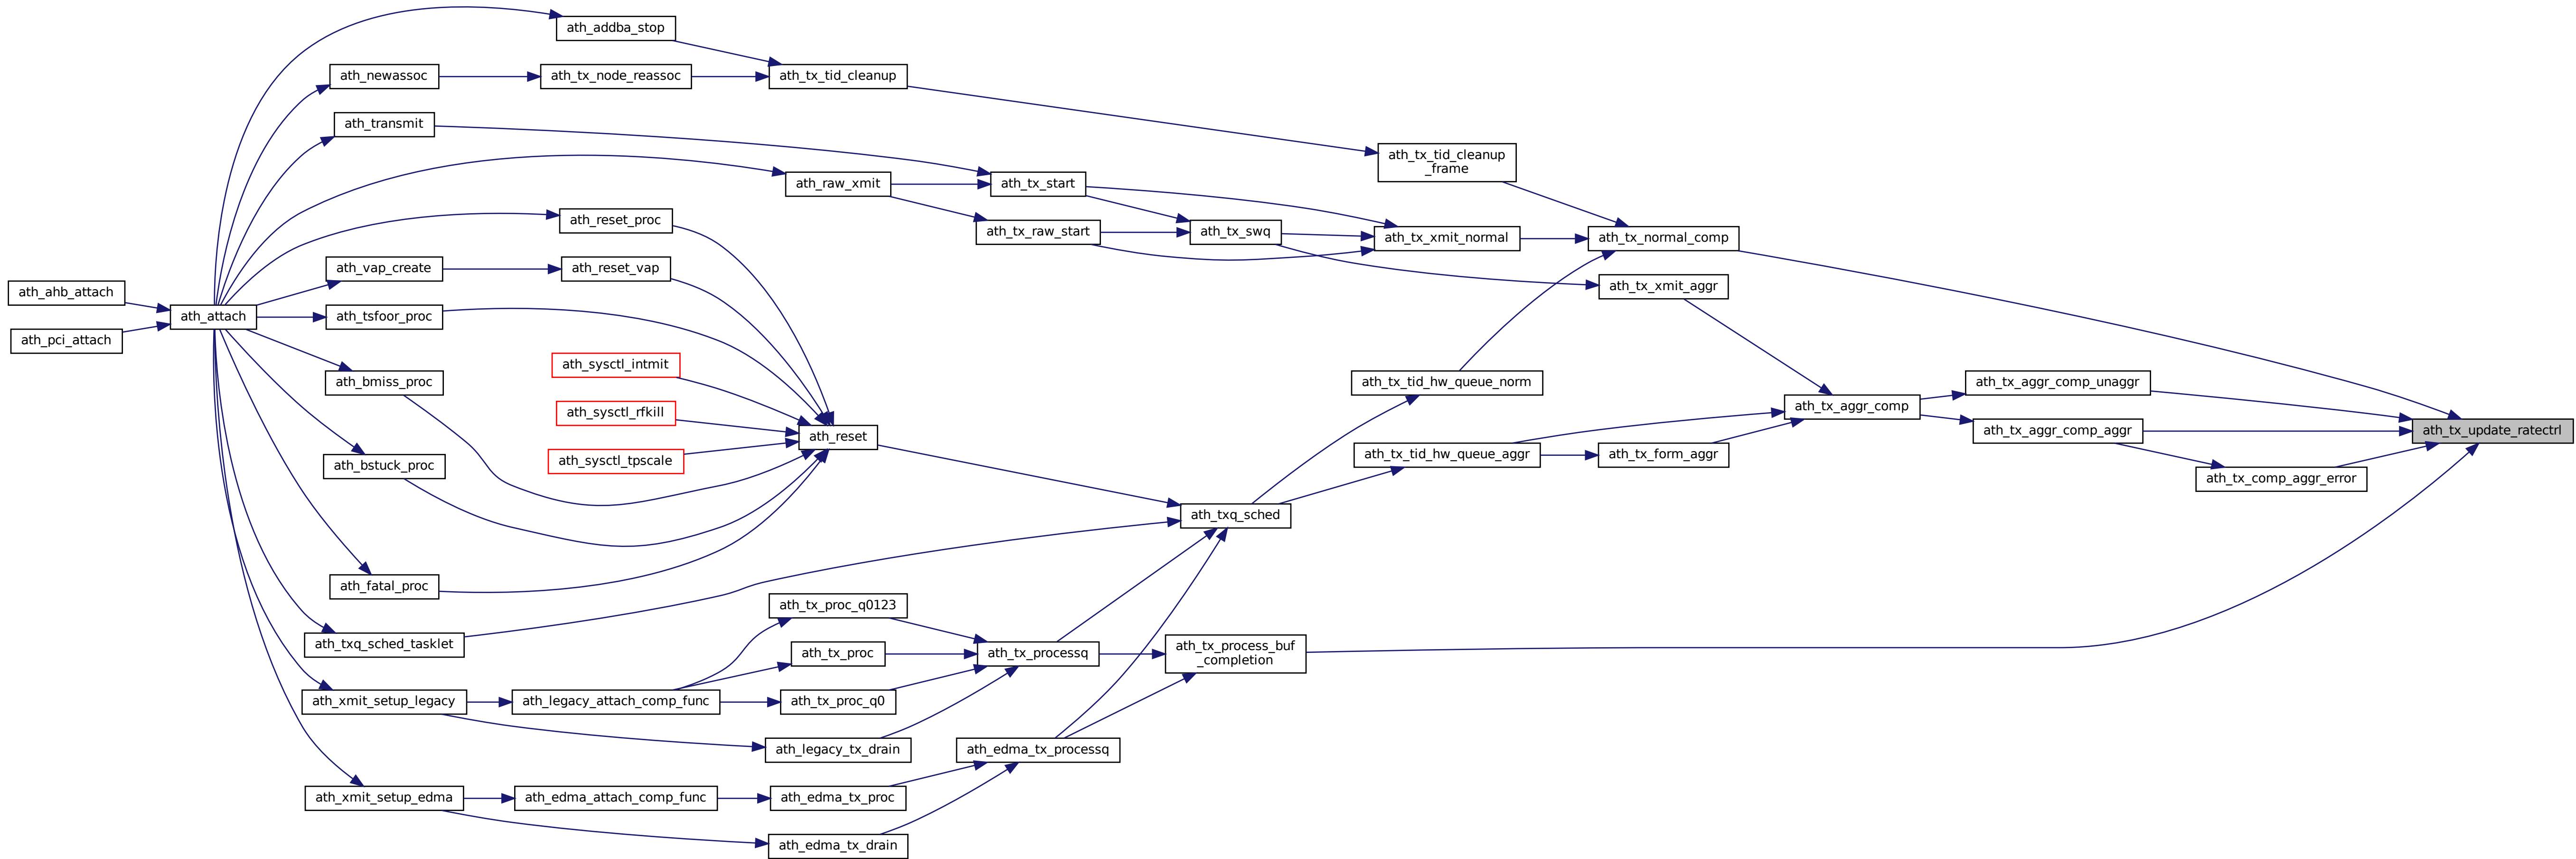 ath_addba_stop
ath_newassoc
ath_tx_node_reassoc
ath_tx_tid_cleanup
ath_transmit
ath_tx_tid_cleanup
_frame
ath_raw_xmit
ath_tx_start
ath_reset_proc
ath_tx_raw_start
ath_tx_swq
ath_tx_xmit_normal
ath_tx_normal_comp
ath_vap_create
ath_reset_vap
ath_ahb_attach
ath_tx_xmit_aggr
ath_attach
ath_tsfoor_proc
ath_pci_attach
ath_sysctl_intmit
ath_bmiss_proc
ath_tx_tid_hw_queue_norm
ath_tx_aggr_comp_unaggr
ath_sysctl_rfkill
ath_tx_aggr_comp
ath_reset
ath_tx_aggr_comp_aggr
ath_tx_update_ratectrl
ath_sysctl_tpscale
ath_bstuck_proc
ath_tx_tid_hw_queue_aggr
ath_tx_form_aggr
ath_tx_comp_aggr_error
ath_txq_sched
ath_fatal_proc
ath_tx_proc_q0123
ath_txq_sched_tasklet
ath_tx_proc
ath_tx_processq
ath_tx_process_buf
_completion
ath_xmit_setup_legacy
ath_legacy_attach_comp_func
ath_tx_proc_q0
ath_legacy_tx_drain
ath_edma_tx_processq
ath_xmit_setup_edma
ath_edma_attach_comp_func
ath_edma_tx_proc
ath_edma_tx_drain